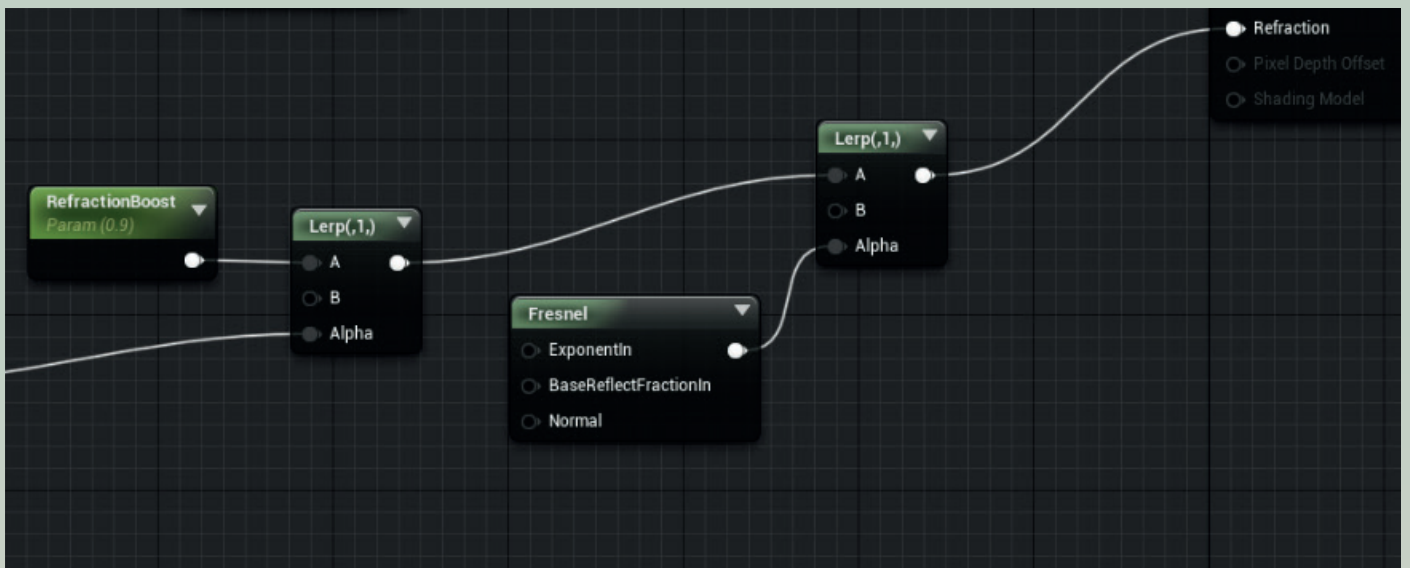 Refraction
Pixel Depth Offset
Shading Model
Lerp(,1,)
A
B
Alpha
RefractionBoost
Param (0.9)
Lerp(,1,)
A
B
Alpha
Fresnel
ExponentIn
BaseReflectFractionIn
Normal